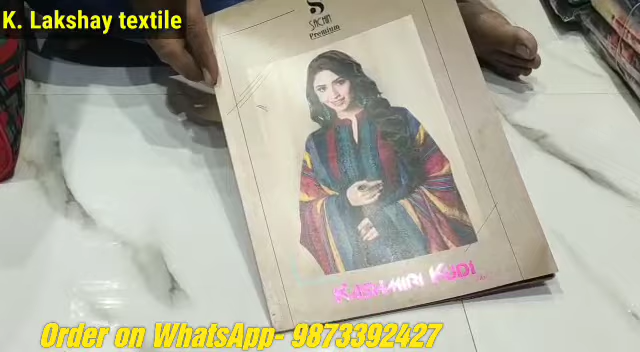 K. Lakshay textile
SACHIN
Premium
KASHMIRI KUDI
Order on WhatsApp- 9873392427